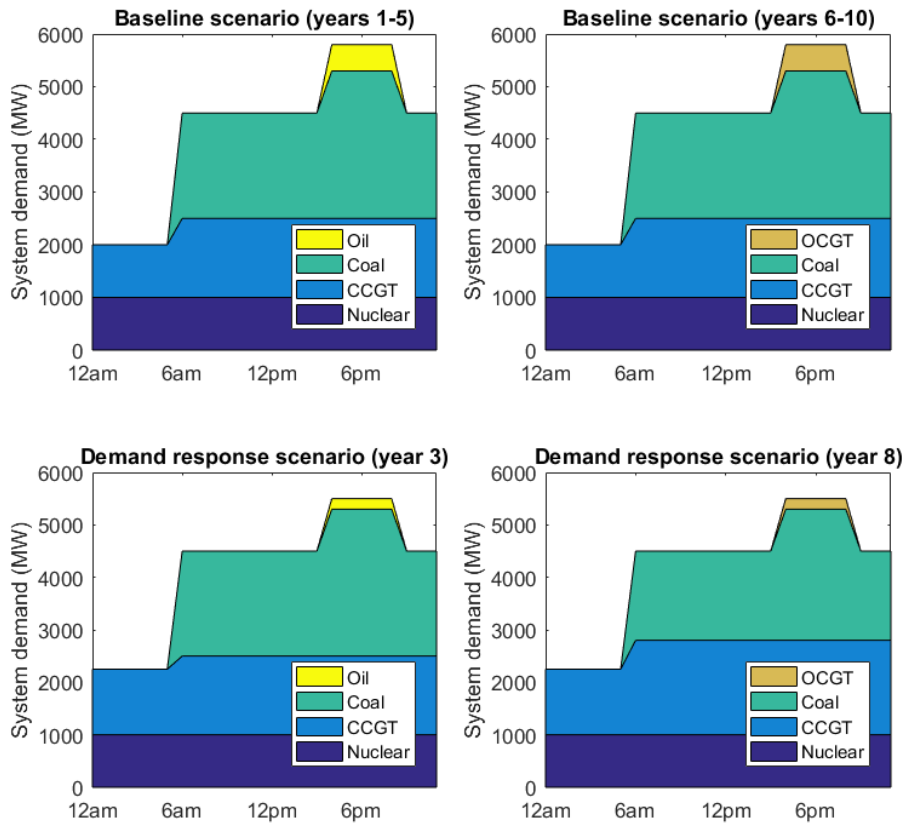 Baseline scenario (years 1-5)
System demand (MW)
6000
5000
4000
3000
2000
1000
0
12am 6am 12pm 6pm
Oil
Coal
CCGT
Nuclear
Baseline scenario (years 6-10)
System demand (MW)
6000
5000
4000
3000
2000
1000
0
12am 6am 12pm 6pm
OCGT
Coal
CCGT
Nuclear
Demand response scenario (year 3)
System demand (MW)
6000
5000
4000
3000
2000
1000
0
12am 6am 12pm 6pm
Oil
Coal
CCGT
Nuclear
Demand response scenario (year 8)
System demand (MW)
6000
5000
4000
3000
2000
1000
0
12am 6am 12pm 6pm
OCGT
Coal
CCGT
Nuclear